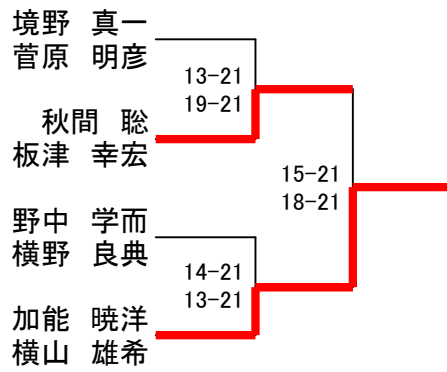 境野 真一
菅原 明彦
13-21
19-21
秋間 聡
板津 幸宏
15-21
18-21
野中 学而
横野 良典
14-21
13-21
加能 暁洋
横山 雄希